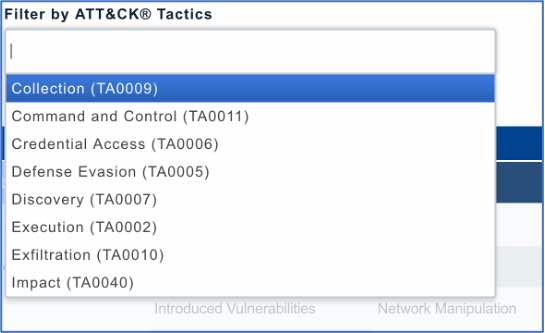 Filter by ATT&CK® Tactics
Collection (TA0009)
Command and Control (TA0011)
Credential Access (TA0006)
Defense Evasion (TA0005)
Discovery (TA0007)
Execution (TA0002)
Exfiltration (TA0010)
Impact (TA0040)
Introduced Vulnerabilities Network Manipulation